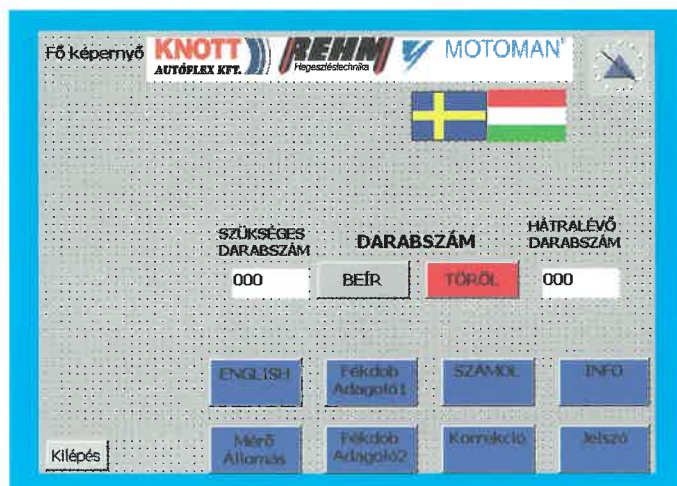 Fő képernyő
KNOTT
AUTÓFLEX KFT.
REHM
Hegesztéstechnika
MOTOMAN
SZÜKSÉGES
DARABSZÁM
DARABSZÁM
HÁTRALÉVŐ
DARABSZÁM
000
BEÍR
TÖRÖL
000
ENGLISH
Fékdob
Adagoló1
SZÁMOL
INFO
Mérő
Állomás
Fékdob
Adagoló2
Korrekció
Jelszó
Kilépés